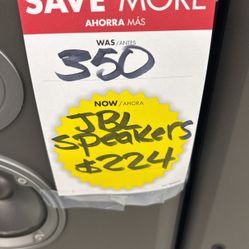 SAVE MORE
AHORRA MÁS
WAS/ANTES
350
NOW/AHORA
JBL
Speakers
$224